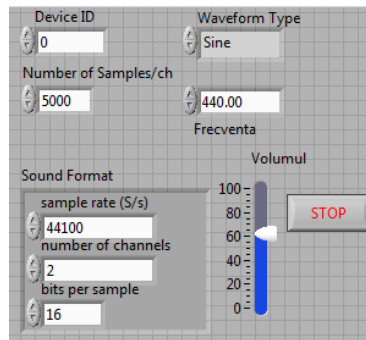 Device ID
Waveform Type
0
Sine
Number of Samples/ch
5000
440.00
Frecventa
Volumul
Sound Format
sample rate (S/s)
44100
number of channels
2
bits per sample
16
100
80
60
40
20
0
STOP